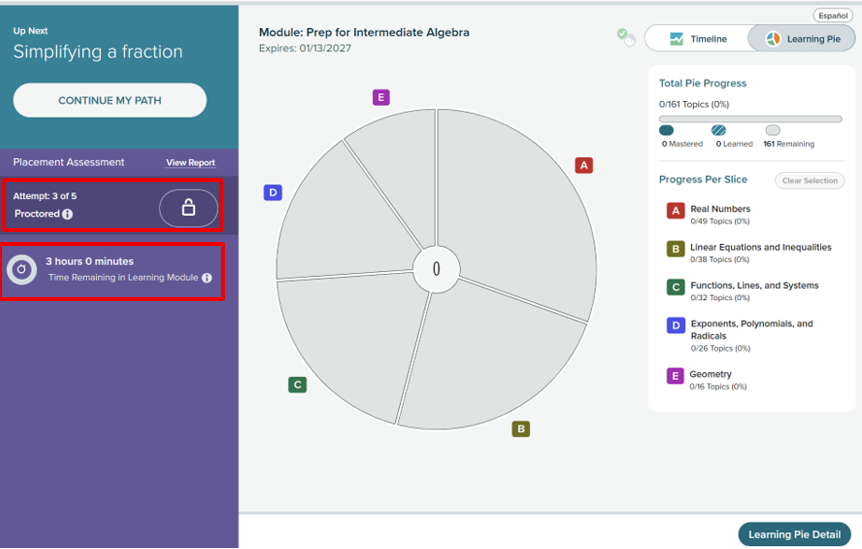 Up Next
Simplifying a fraction
CONTINUE MY PATH
Placement Assessment
View Report
Attempt: 3 of 5
Proctored
3 hours 0 minutes
Time Remaining in Learning Module
Module: Prep for Intermediate Algebra
Expires: 01/13/2027
Español
Timeline
Learning Pie
E
A
D
0
C
B
Total Pie Progress
0/161 Topics (0%)
0 Mastered
0 Learned
161 Remaining
Progress Per Slice
Clear Selection
A
Real Numbers
0/49 Topics (0%)
B
Linear Equations and Inequalities
0/38 Topics (0%)
C
Functions, Lines, and Systems
0/32 Topics (0%)
D
Exponents, Polynomials, and
Radicals
0/26 Topics (0%)
E
Geometry
0/16 Topics (0%)
Learning Pie Detail